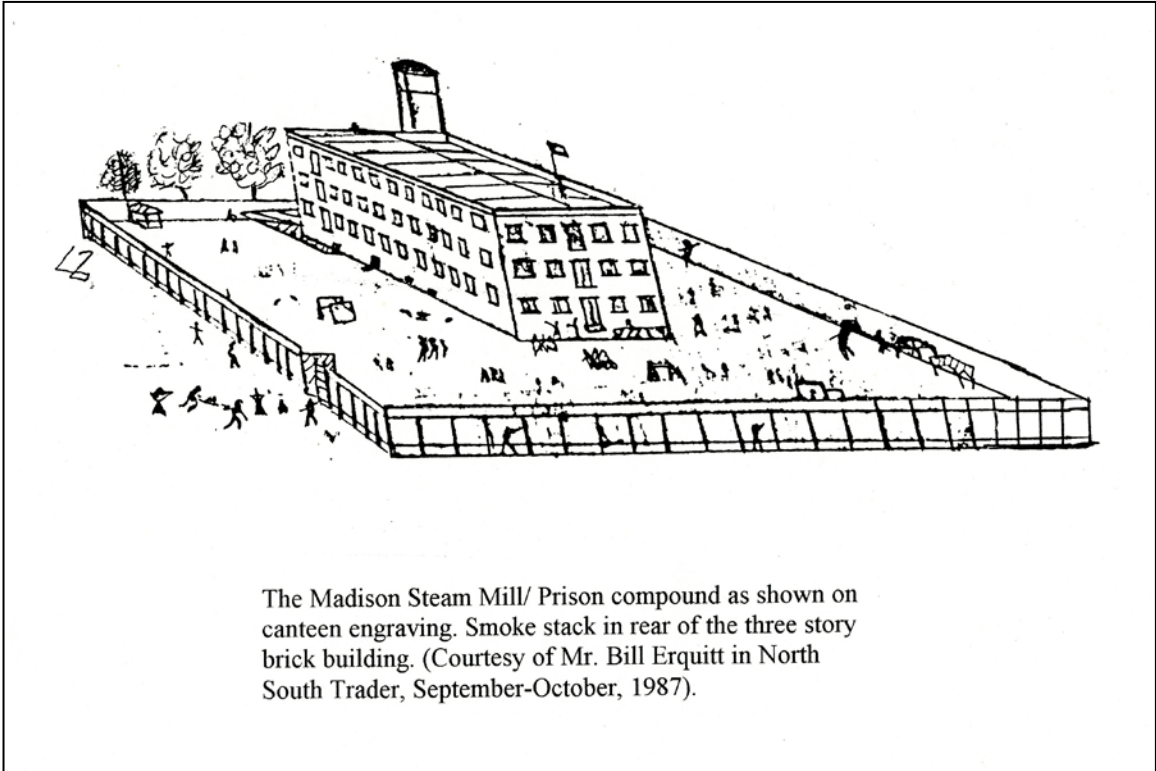 The Madison Steam Mill/ Prison compound as shown on
canteen engraving. Smoke stack in rear of the three story
brick building. (Courtesy of Mr. Bill Erquitt in North
South Trader, September-October, 1987).